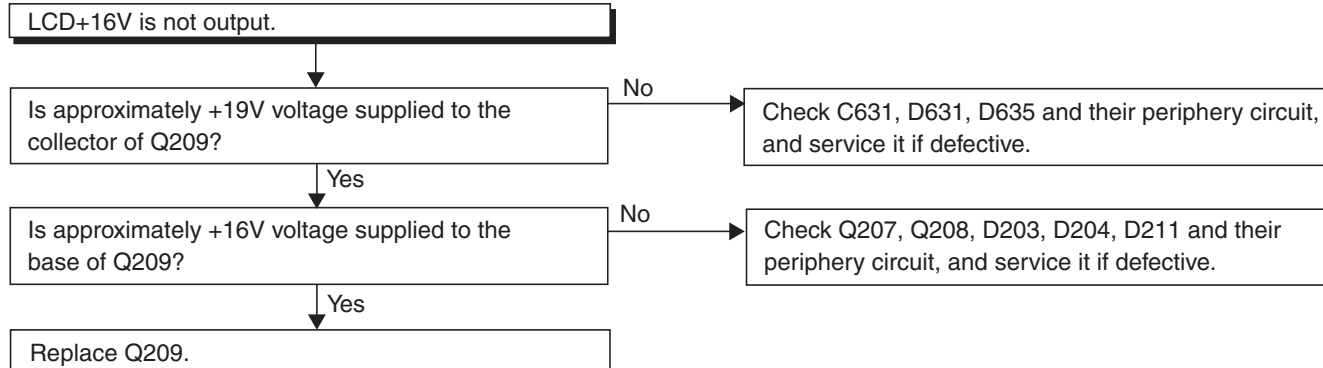 LCD+16V is not output.
Is approximately +19V voltage supplied to the
collector of Q209?
No
Check C631, D631, D635 and their periphery circuit,
and service it if defective.
Yes
Is approximately +16V voltage supplied to the
base of Q209?
No
Check Q207, Q208, D203, D204, D211 and their
periphery circuit, and service it if defective.
Yes
Replace Q209.